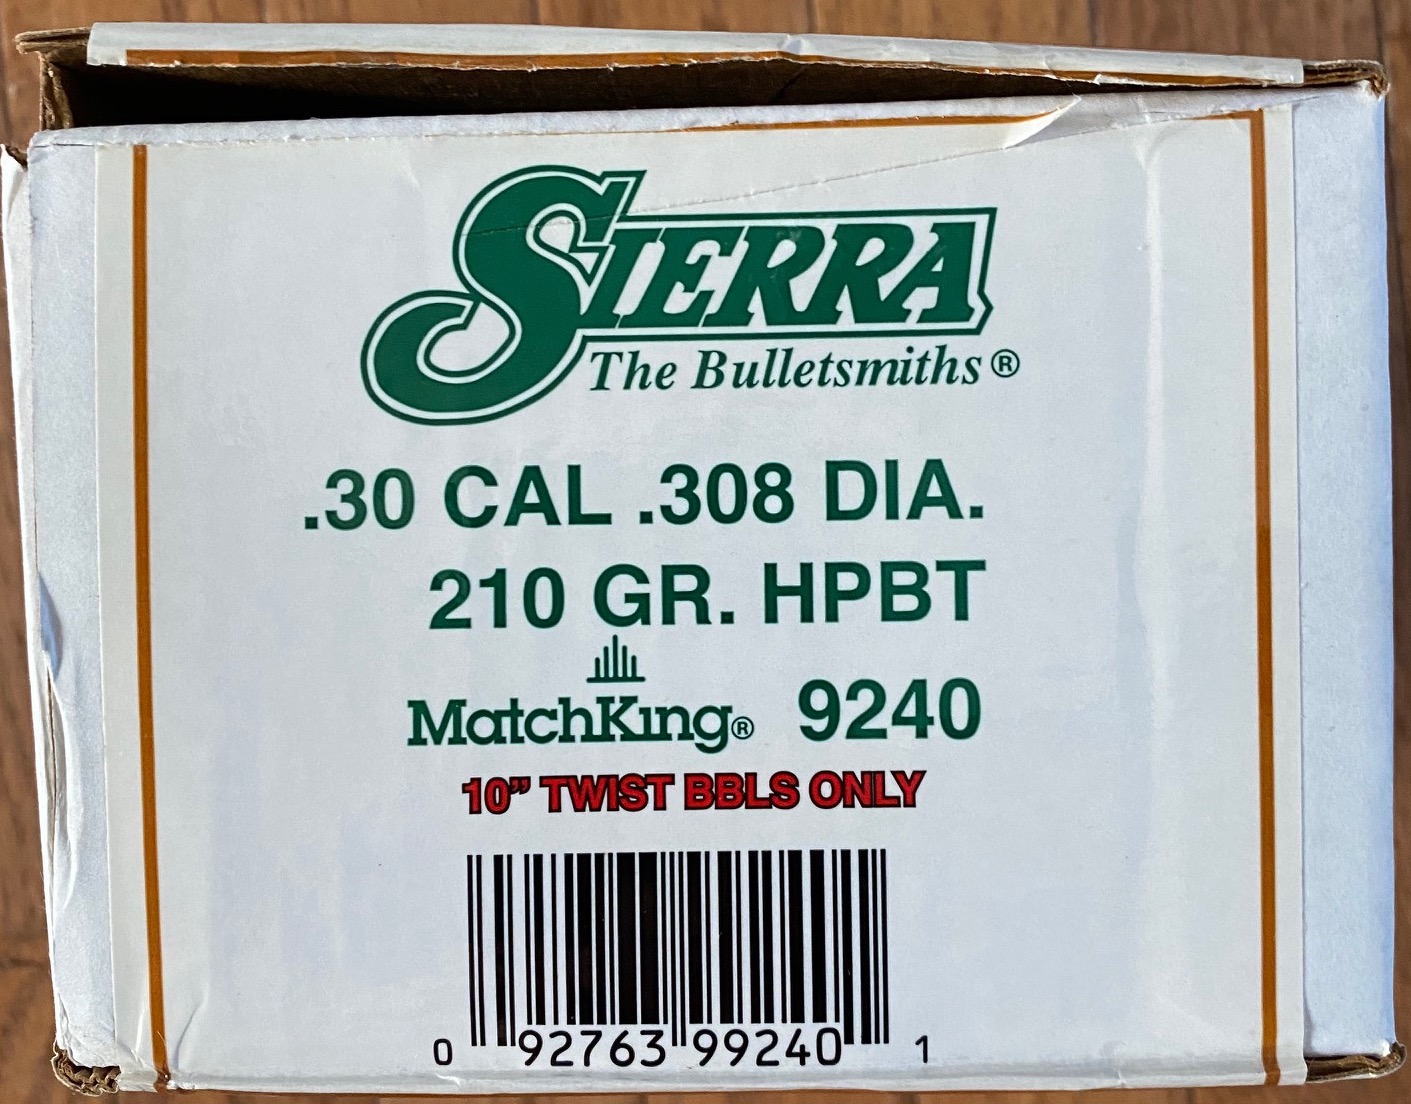 SIERRA
The Bulletsmiths®
.30 CAL .308 DIA.
210 GR. HPBT
MatchKing® 9240
10” TWIST BBLS ONLY
0 92763 99240 1